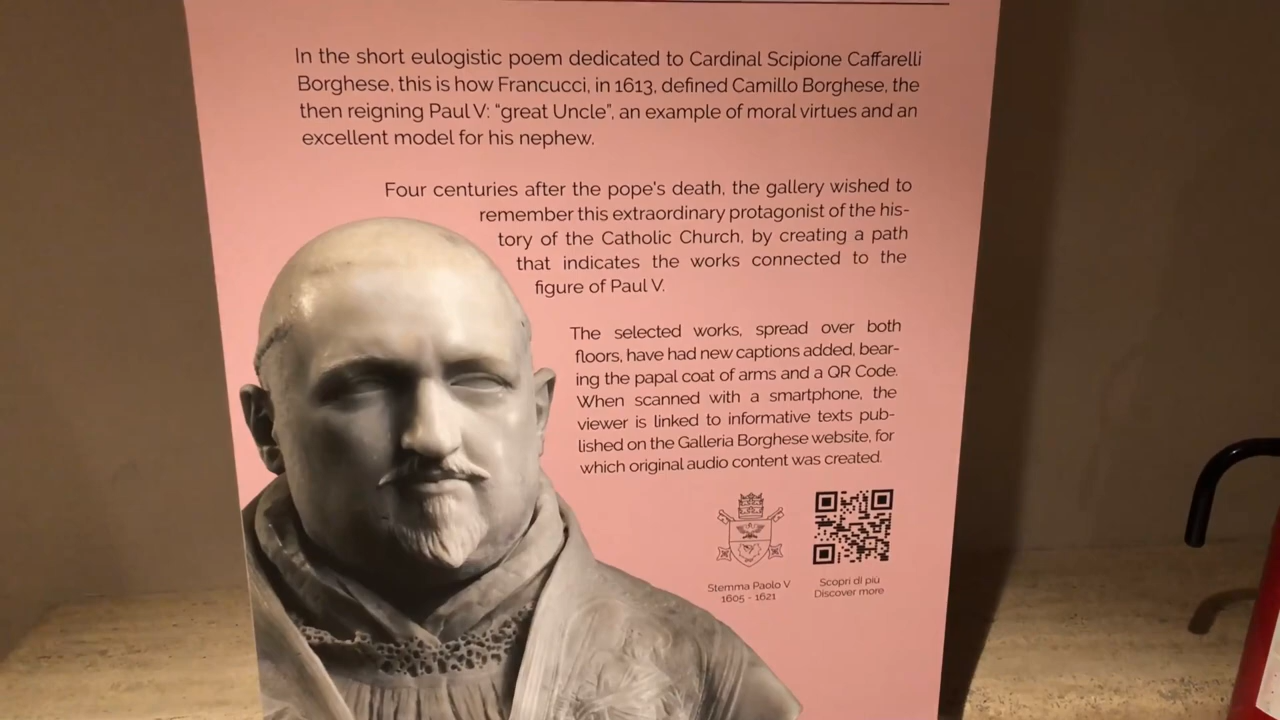 In the short eulogistic poem dedicated to Cardinal Scipione Caffarelli
Borghese, this is how Francucci, in 1613, defined Camillo Borghese, the
then reigning Paul V: “great Uncle”, an example of moral virtues and an
excellent model for his nephew.
Four centuries after the pope's death, the gallery wished to
remember this extraordinary protagonist of the his-
tory of the Catholic Church, by creating a path
that indicates the works connected to the
figure of Paul V.
The selected works, spread over both
floors, have had new captions added, bear-
ing the papal coat of arms and a QR Code.
When scanned with a smartphone, the
viewer is linked to informative texts pub-
lished on the Galleria Borghese website, for
which original audio content was created.
Stemma Paolo V
1605 - 1621
Scopri di più
Discover more